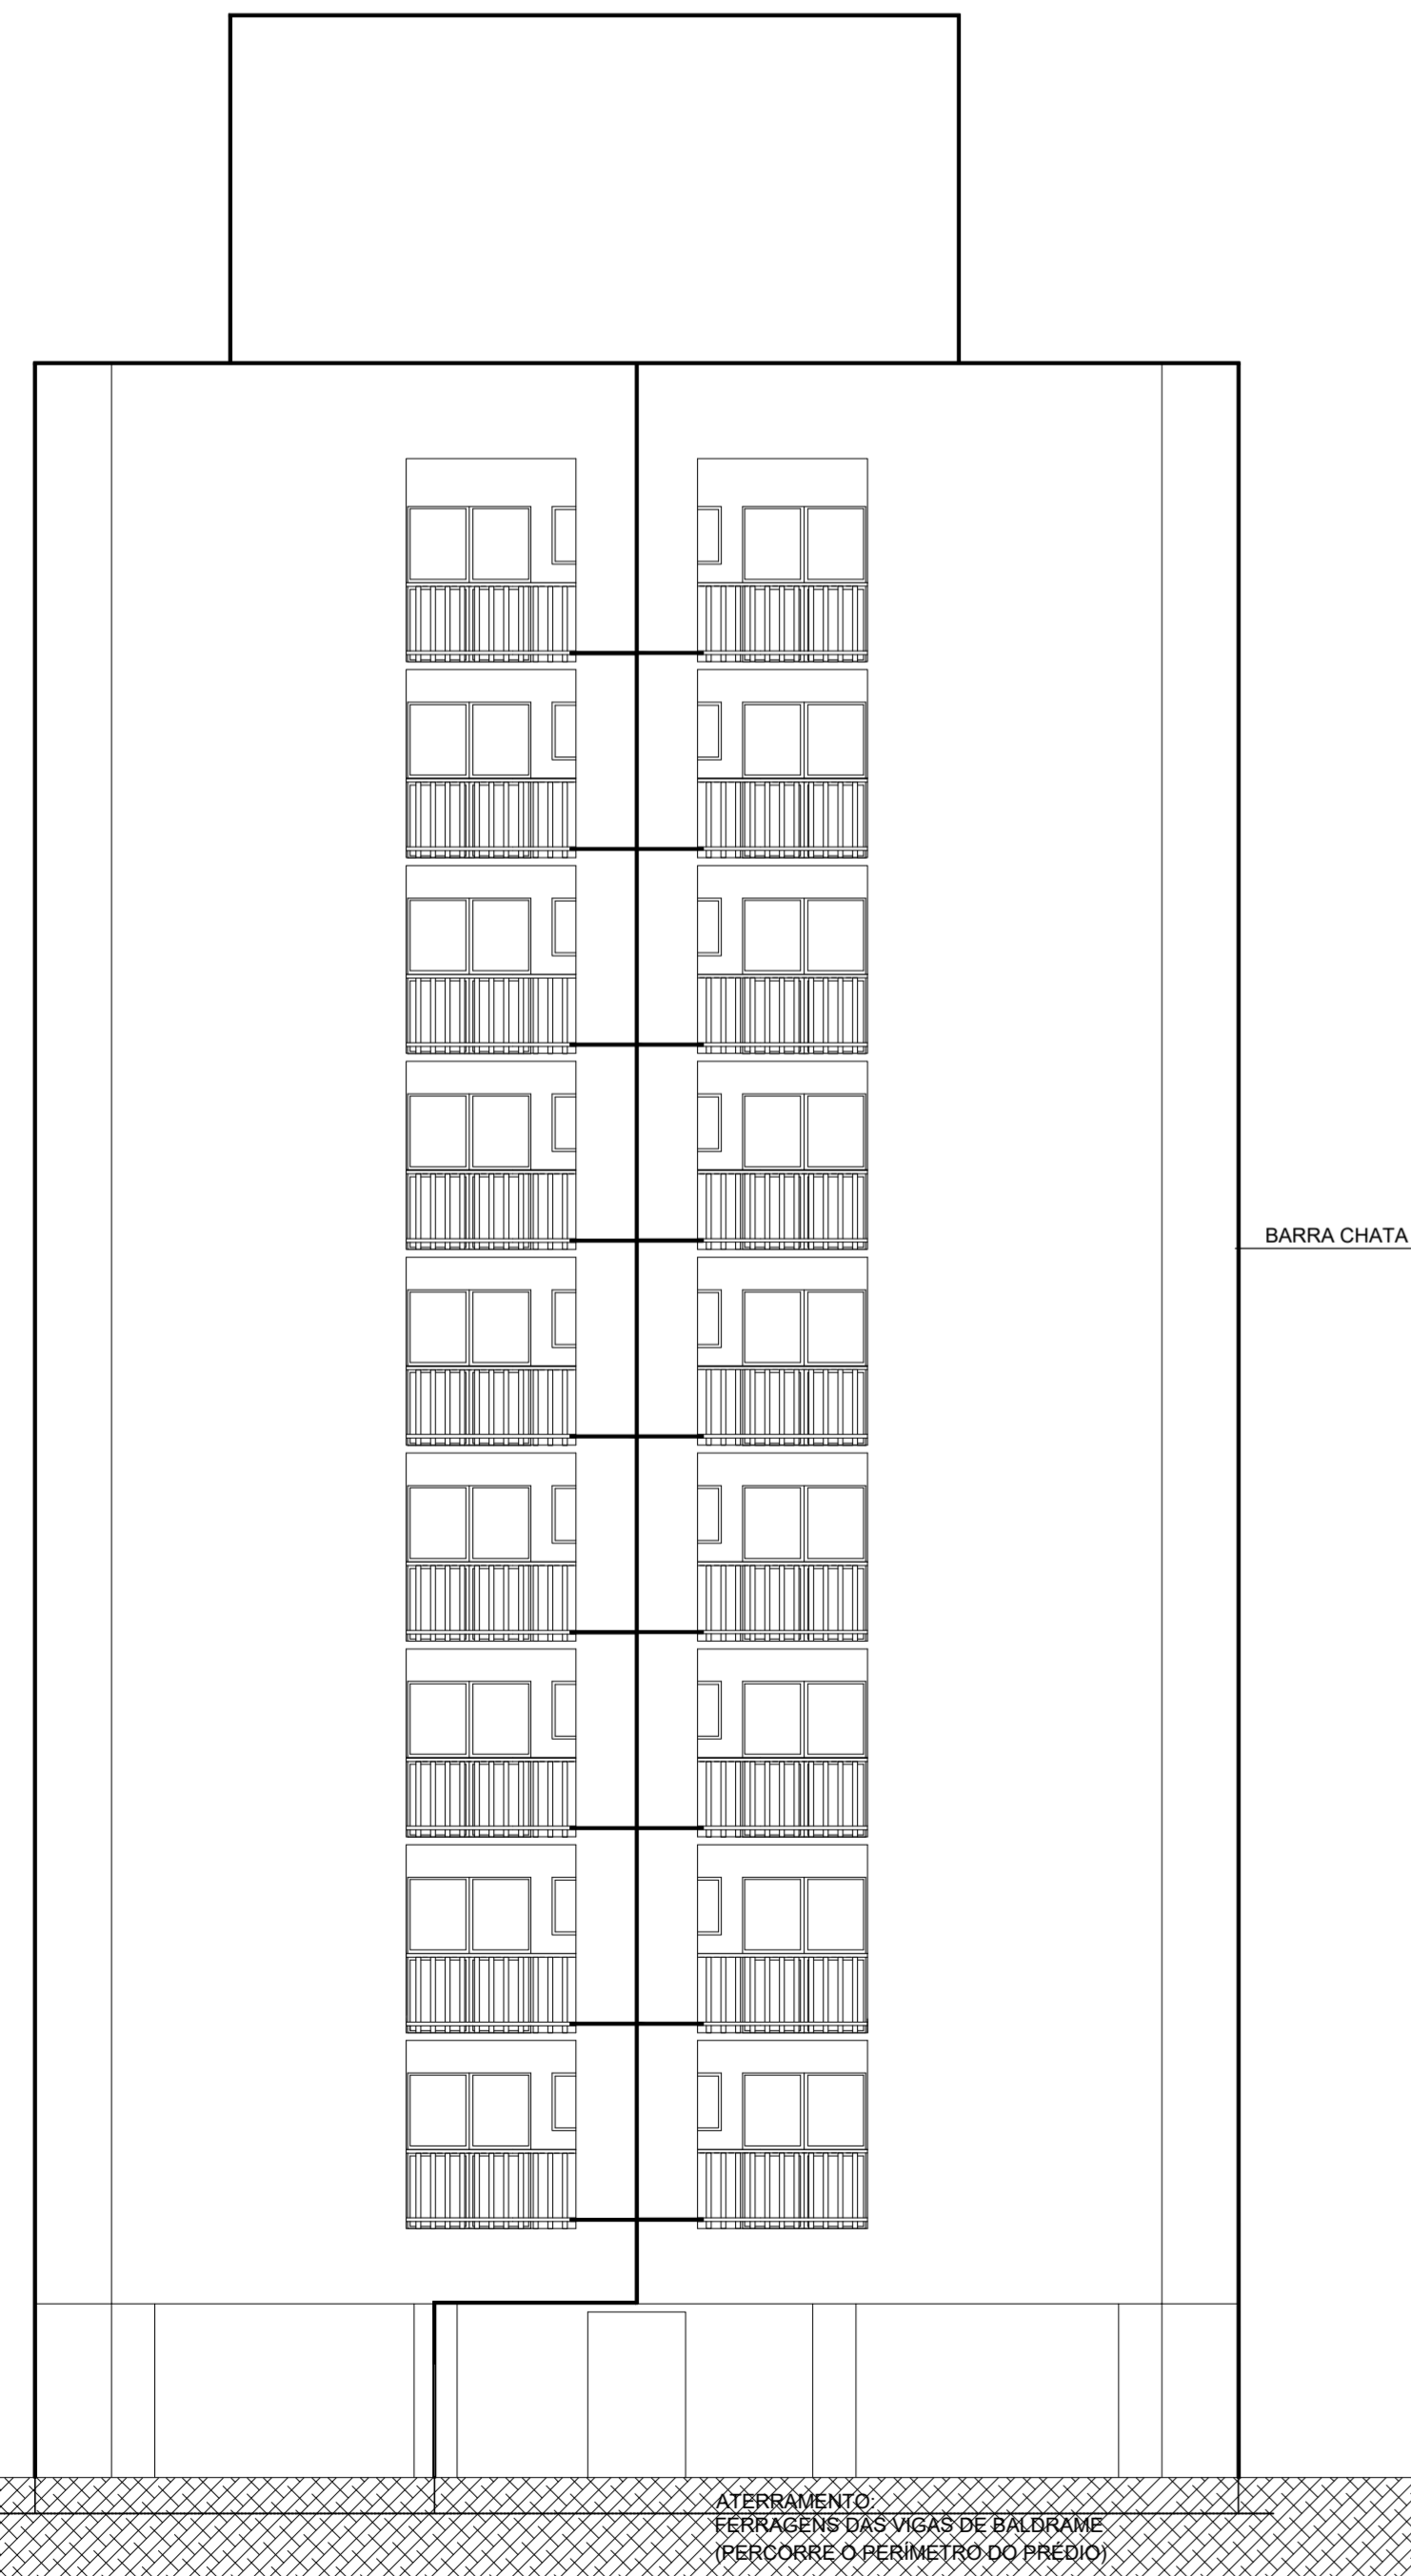 BARRA CHATA
ATERRAMENTO:
FERRAGENS DAS VIGAS DE BALDRAME
(PERCORRE O PERÍMETRO DO PRÉDIO)